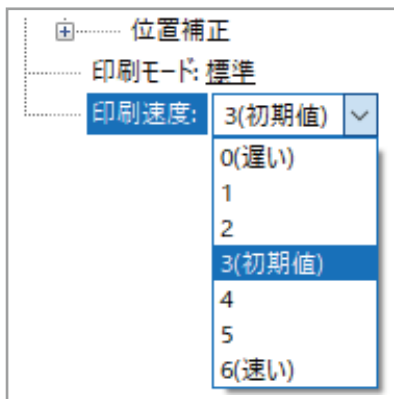 位置補正
印刷モード: 標準
印刷速度: 3(初期値)
0(遅い)
1
2
3(初期値)
4
5
6(速い)